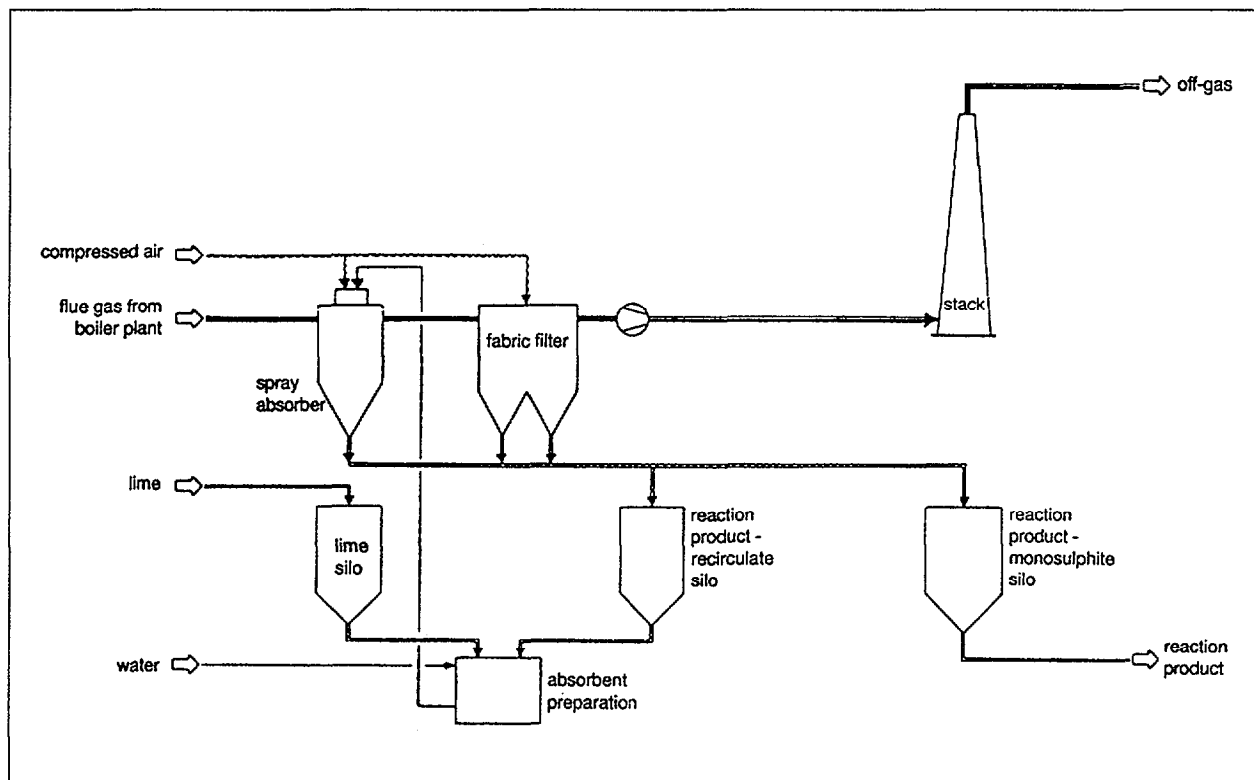 off-gas
compressed air
flue gas from
boiler plant
stack
fabric filter
spray
absorber
lime
lime
silo
reaction
product -
recirculate
silo
reaction
product -
monosulphite
silo
water
absorbent
preparation
reaction
product